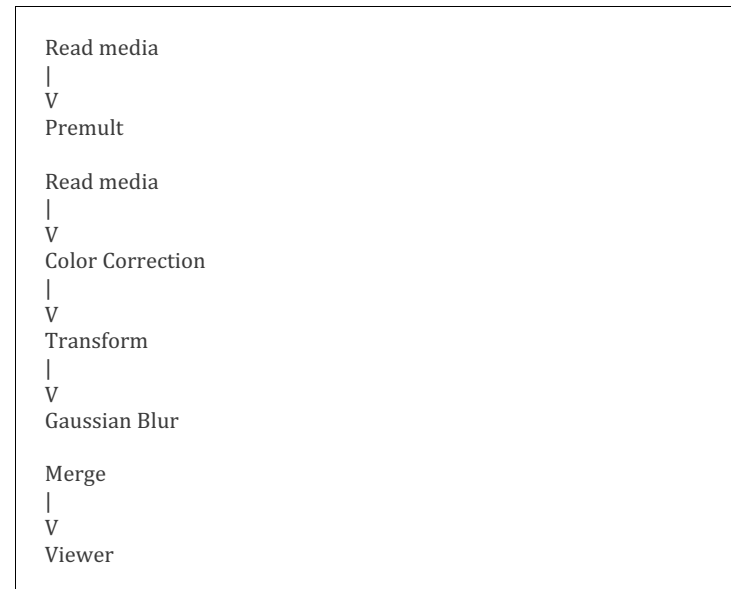 Read media
|
V
Premult
Read media
|
V
Color Correction
|
V
Transform
|
V
Gaussian Blur
Merge
|
V
Viewer